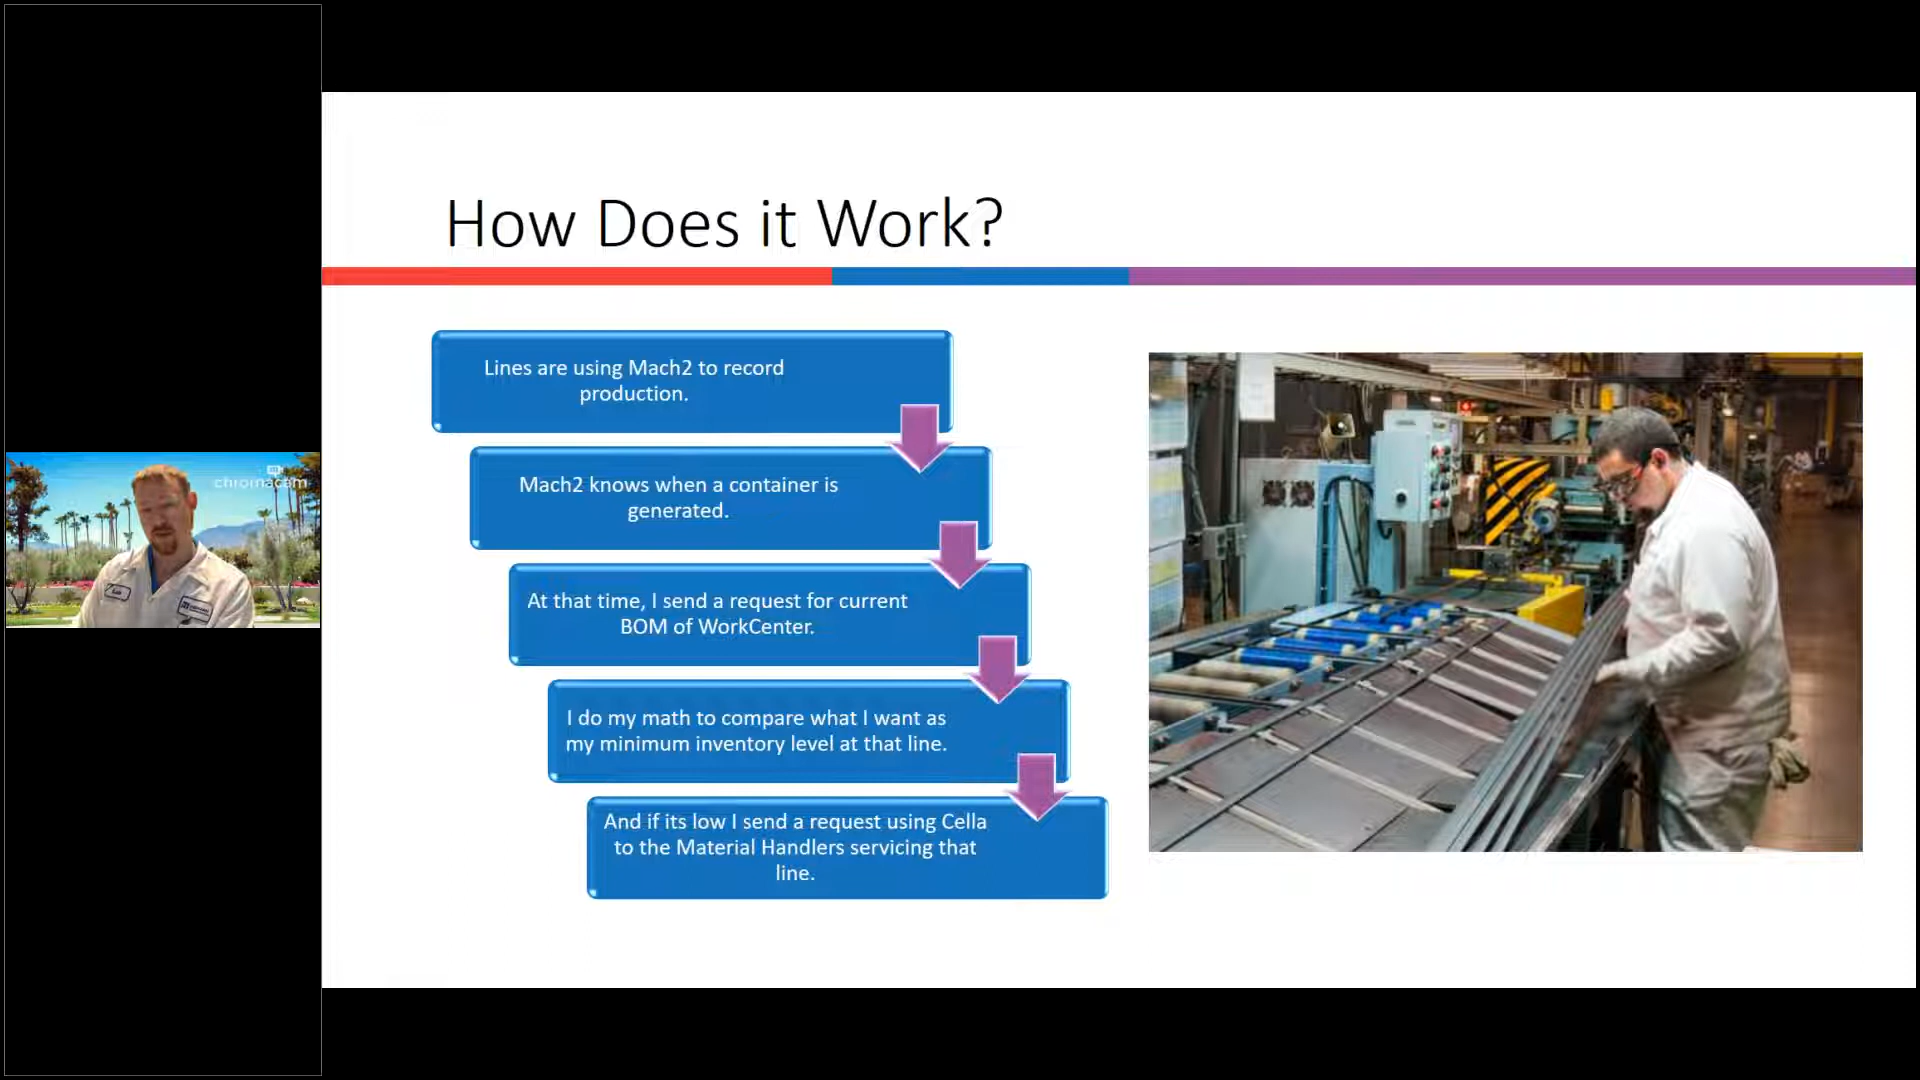 chromacam
How Does it Work?
Lines are using Mach2 to record
production.
Mach2 knows when a container is
generated.
At that time, I send a request for current
BOM of WorkCenter.
I do my math to compare what I want as
my minimum inventory level at that line.
And if its low I send a request using Cella
to the Material Handlers servicing that
line.